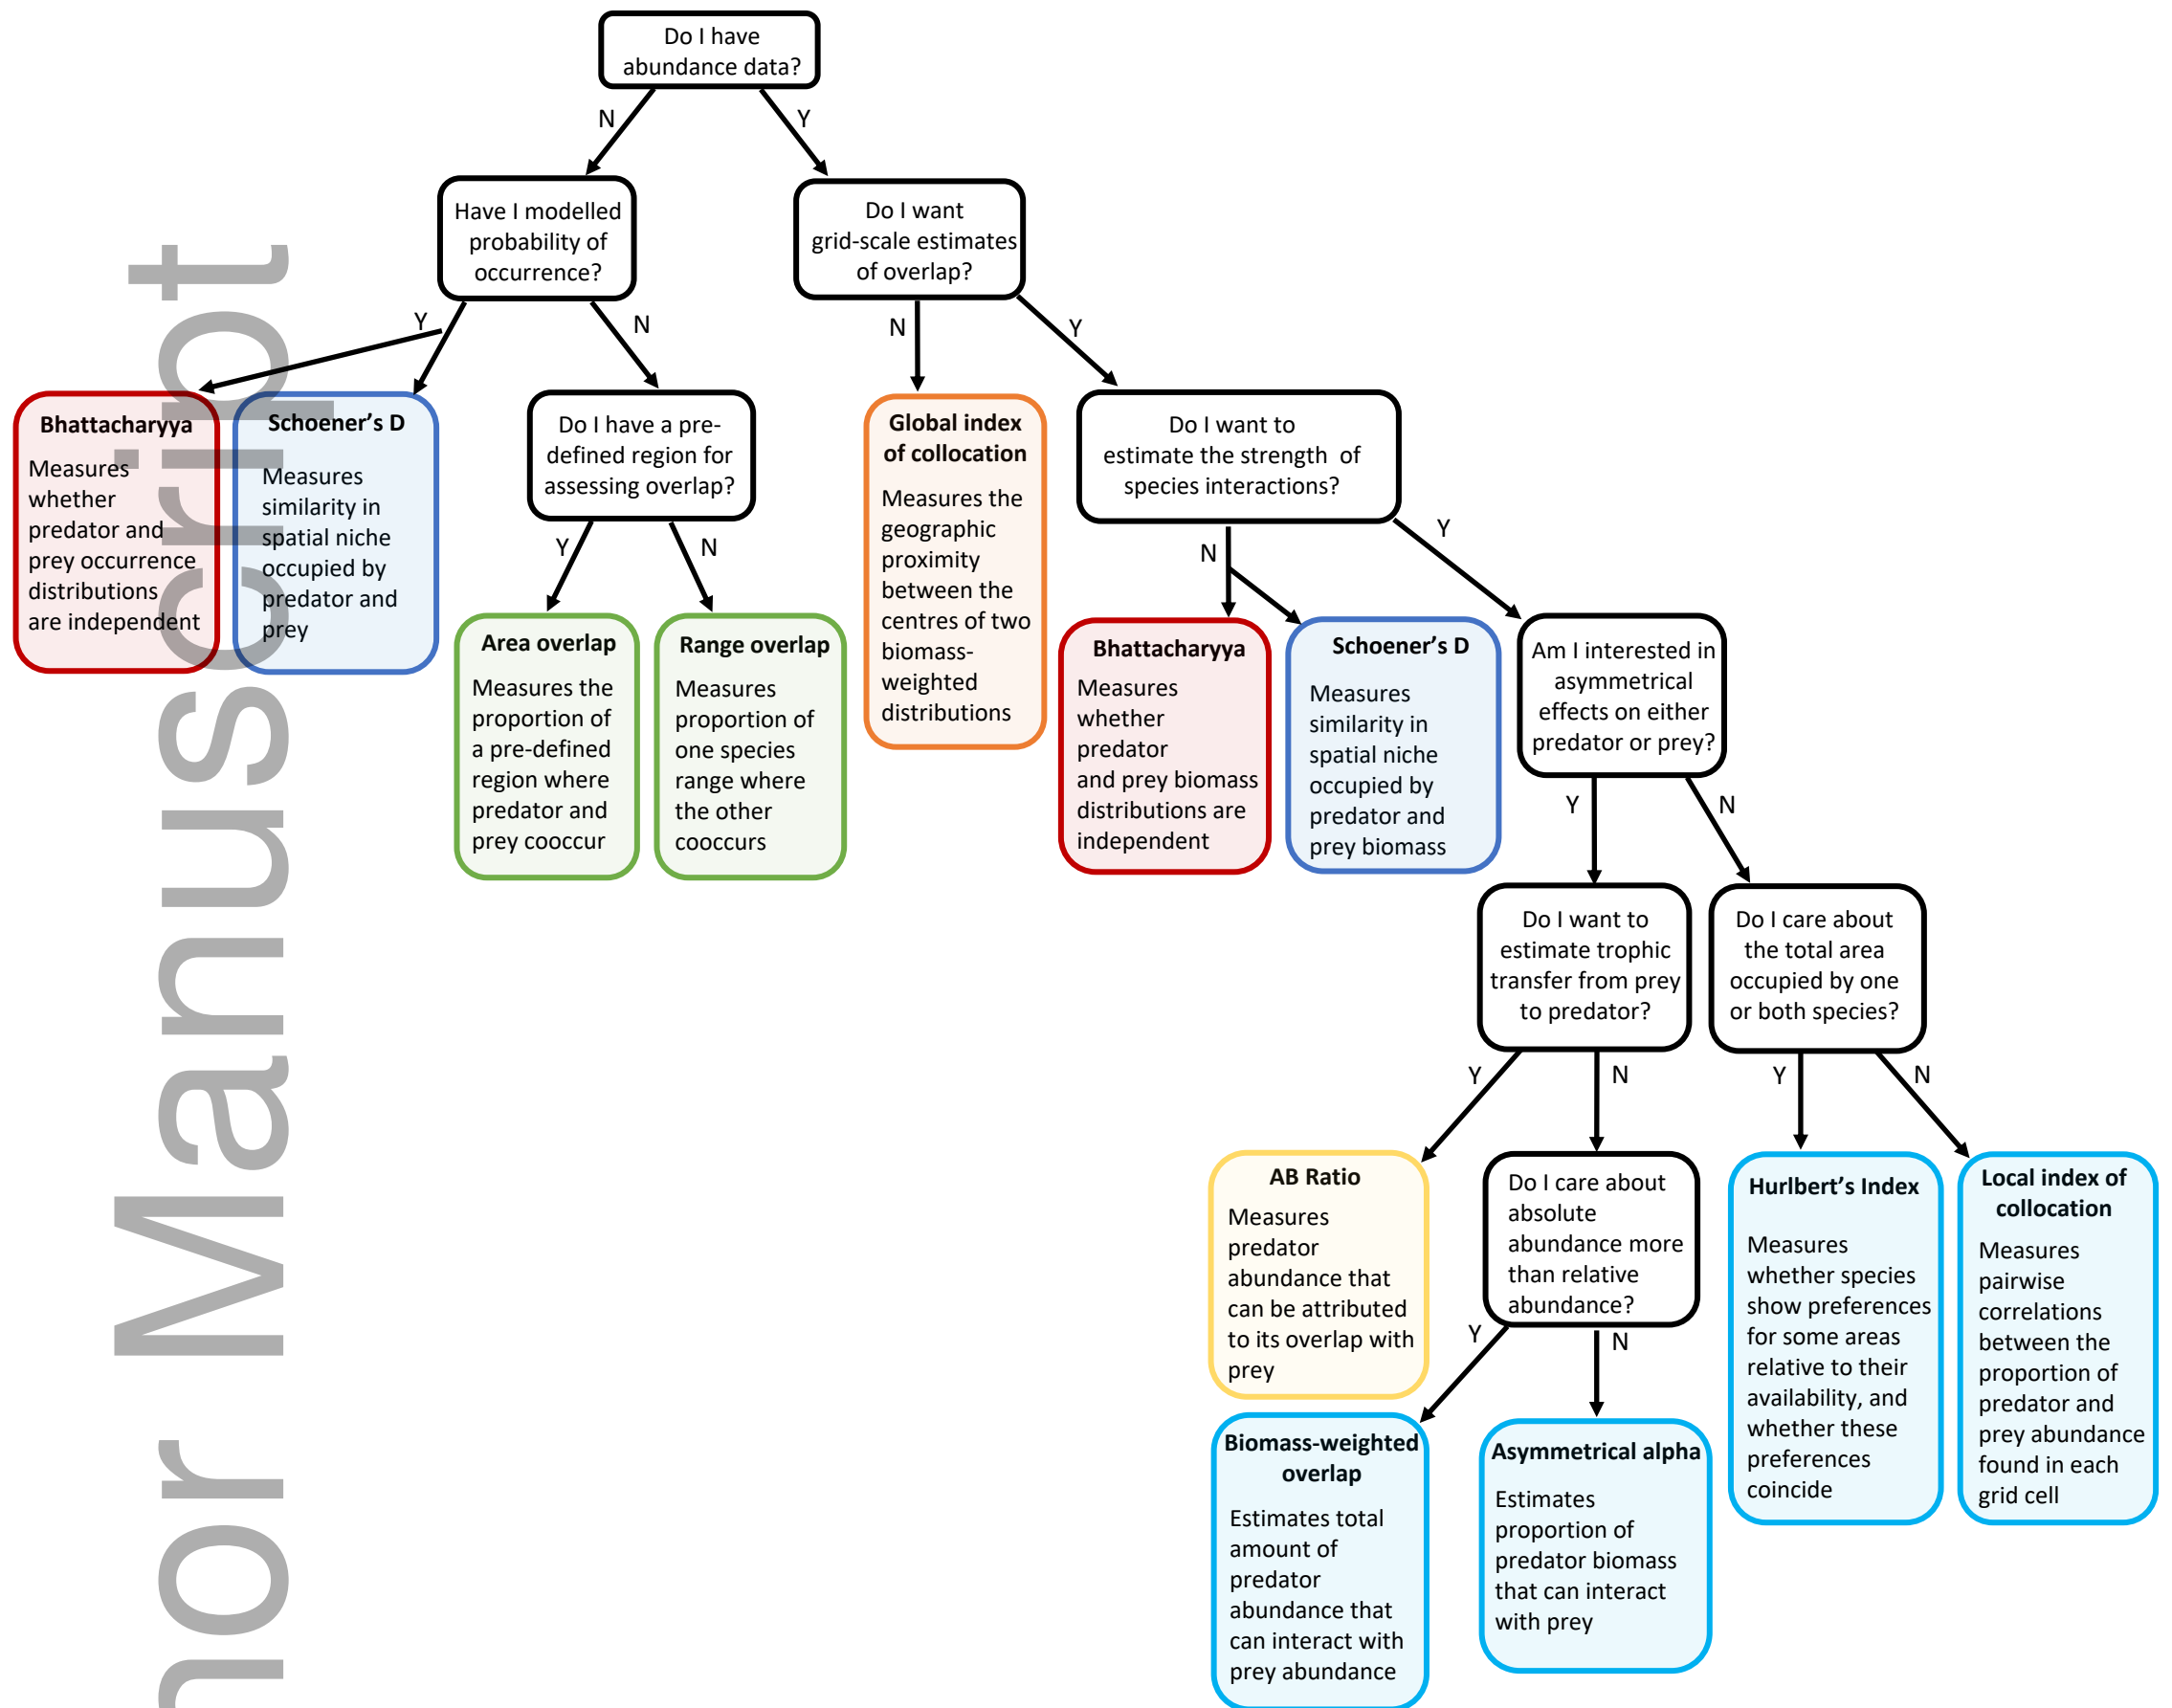 Do I have
abundance data?
N
Y
Have I modelled
probability of
occurrence?
Do I want
grid-scale estimates
of overlap?
Y
N
N
Y
Bhattacharyya
Measures
whether
predator and
prey occurrence
distributions
are independent
Schoener's D
Measures
similarity in
spatial niche
occupied by
predator and
prey
Do I have a pre-
defined region for
assessing overlap?
Y
N
Global index
of collocation
Measures the
geographic
proximity
between the
centres of two
biomass-
weighted
distributions
Do I want to
estimate the strength of
species interactions?
N
Y
Area overlap
Measures the
proportion of
a pre-defined
region where
predator and
prey cooccur
Range overlap
Measures
proportion of
one species
range where
the other
cooccurs
Bhattacharyya
Measures
whether
predator
and prey biomass
distributions are
independent
Schoener's D
Measures
similarity in
spatial niche
occupied by
predator and
prey biomass
Am I interested in
asymmetrical
effects on either
predator or prey?
Y
N
Do I want to
estimate trophic
transfer from prey
to predator?
Do I care about
the total area
occupied by one
or both species?
Y
N
Y
N
AB Ratio
Measures
predator
abundance that
can be attributed
to its overlap with
prey
Do I care about
absolute
abundance more
than relative
abundance?
Y
N
Hurlbert's Index
Measures
whether species
show preferences
for some areas
relative to their
availability, and
whether these
preferences
coincide
Local index of
collocation
Measures
pairwise
correlations
between the
proportion of
predator and
prey abundance
found in each
grid cell
Biomass-weighted
overlap
Estimates total
amount of
predator
abundance that
can interact with
prey abundance
Asymmetrical alpha
Estimates
proportion of
predator biomass
that can interact
with prey
nor Manuscript